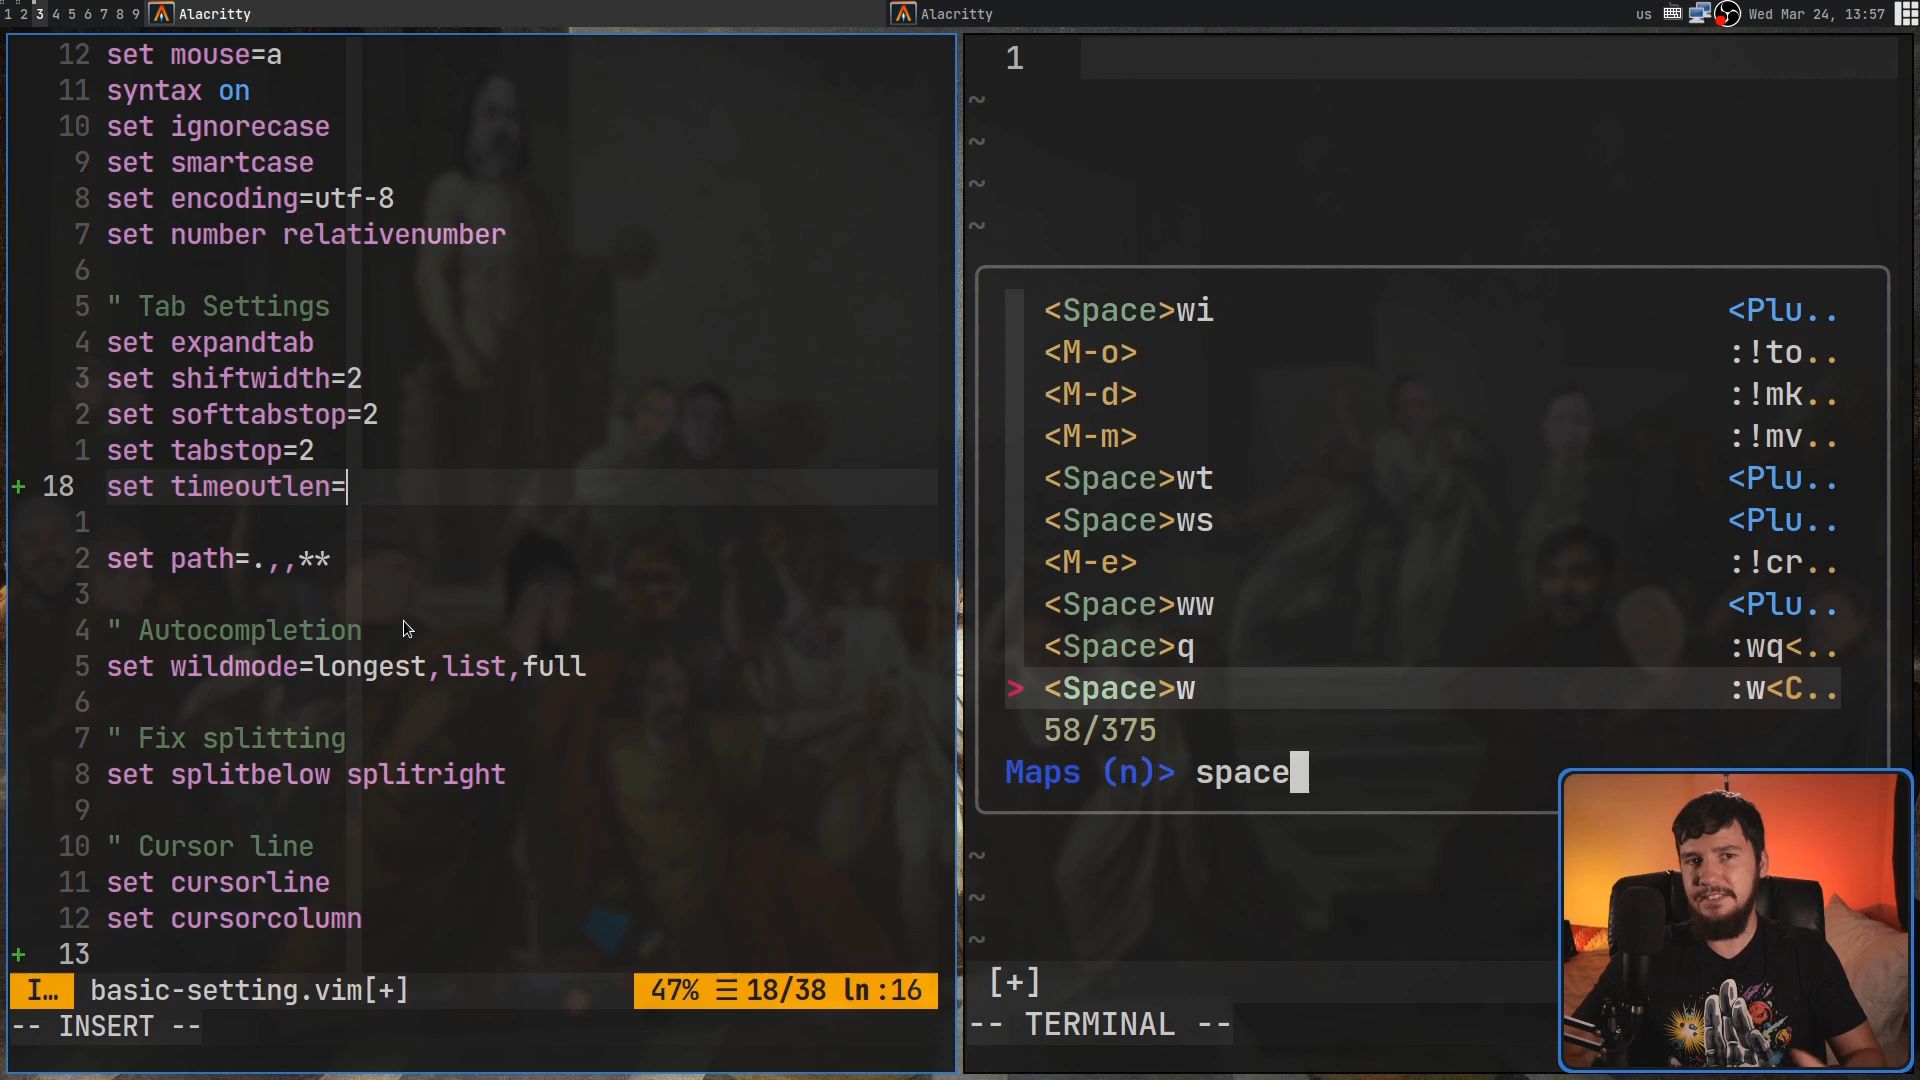 1 2 3 4 5 6 7 8 9 Alacritty
Alacritty
us Wed Mar 24, 13:57
12 set mouse=a
11 syntax on
10 set ignorecase
9 set smartcase
8 set encoding=utf-8
7 set number relativenumber
6
5 " Tab Settings
4 set expandtab
3 set shiftwidth=2
2 set softtabstop=2
1 set tabstop=2
+ 18 set timeoutlen=
1
2 set path=.,,**
3
4 " Autocompletion
5 set wildmode=longest,list,full
6
7 " Fix splitting
8 set splitbelow splitright
9
10 " Cursor line
11 set cursorline
12 set cursorcolumn
+ 13
I… basic-setting.vim[+] 47% ☰ 18/38 ln :16
-- INSERT --
1
~
~
~
~
<Space>wi <Plu..
<M-o> :!to..
<M-d> :!mk..
<M-m> :!mv..
<Space>wt <Plu..
<Space>ws <Plu..
<M-e> :!cr..
<Space>ww <Plu..
<Space>q :wq<..
> <Space>w :w<C..
58/375
Maps (n)> space
~
~
~
[+]
-- TERMINAL --